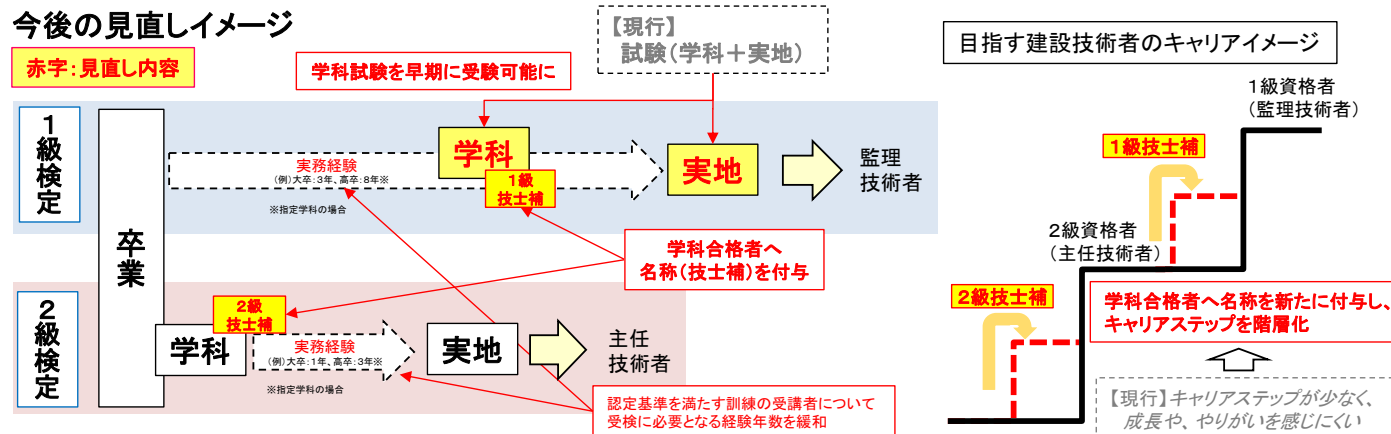 今後の見直しイメージ
赤字:見直し内容
学科試験を早期に受験可能に
【現行】
試験(学科+実地)
1級検定
卒業
実務経験
(例)大卒:3年、高卒:8年※
※指定学科の場合
学科
1級
技士補
実地
監理
技術者
学科合格者へ
名称(技士補)を付与
2級検定
学科
2級
技士補
実務経験
(例)大卒:1年、高卒:3年※
※指定学科の場合
実地
主任
技術者
認定基準を満たす訓練の受講者について
受検に必要となる経験年数を緩和
目指す建設技術者のキャリアイメージ
1級資格者
(監理技術者)
1級技士補
2級資格者
(主任技術者)
2級技士補
学科合格者へ名称を新たに付与し、
キャリアステップを階層化
【現行】キャリアステップが少なく、
成長や、やりがいを感じにくい